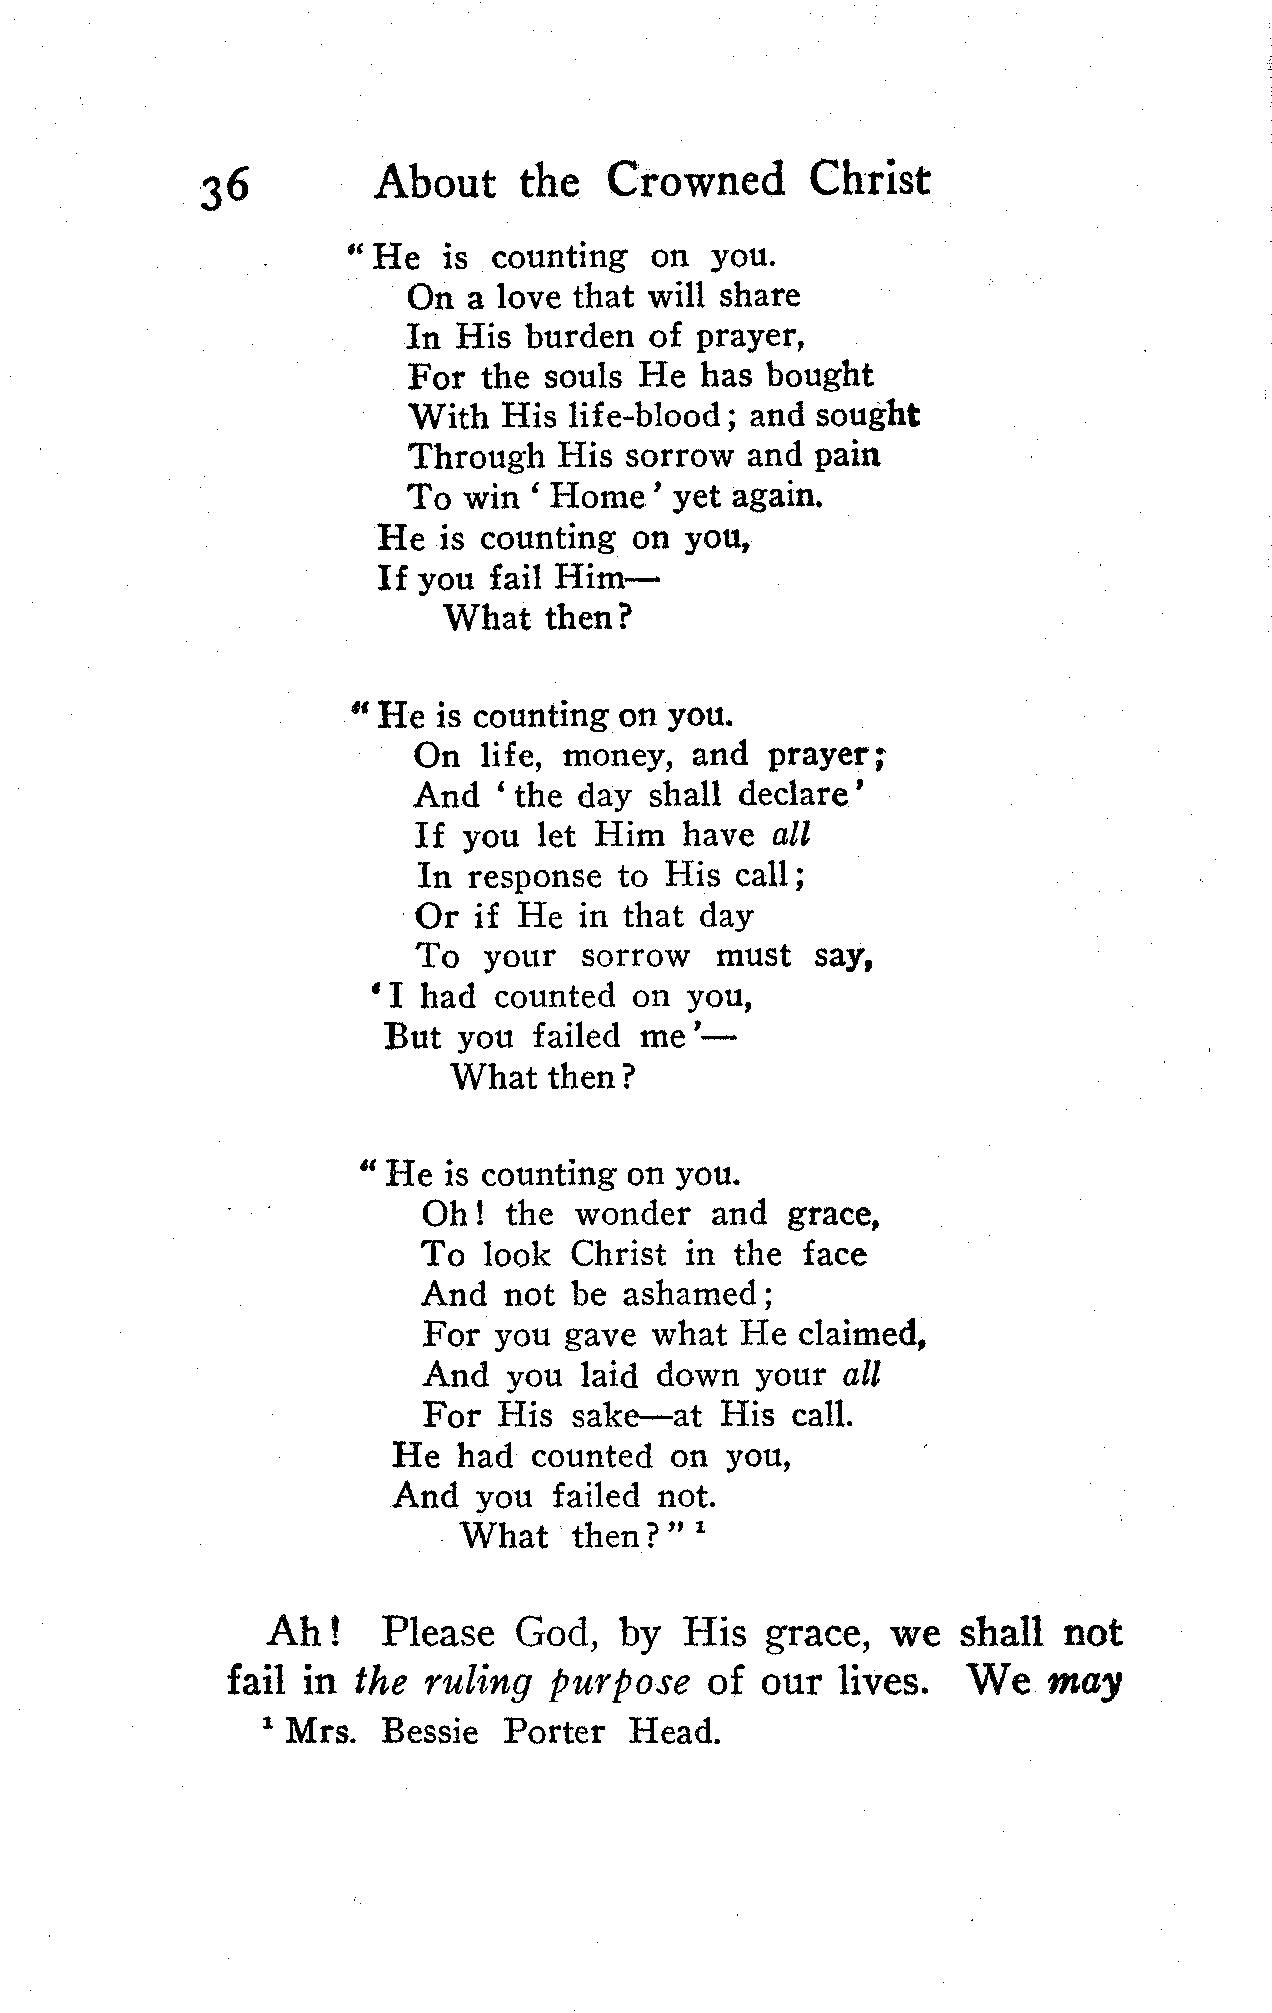 36 About the Crowned Christ
“ He is counting on you.
On a love that will share
In His burden of prayer,
For the souls He has bought
With His life-blood; and sought
Through His sorrow and pain
To win ‘ Home ’ yet again.
He is counting on you,
If you fail Him—
What then?
“ He is counting on you.
On life, money, and prayer;
And ‘ the day shall declare ’
If you let Him have all
In response to His call;
Or if He in that day
To your sorrow must say,
‘ I had counted on you,
But you failed me ’—
What then?
“ He is counting on you.
Oh! the wonder and grace,
To look Christ in the face
And not be ashamed;
For you gave what He claimed,
And you laid down your all
For His sake—at His call.
He had counted on you,
And you failed not.
What then? ” ¹
Ah! Please God, by His grace, we shall not
fail in the ruling purpose of our lives. We may
¹ Mrs. Bessie Porter Head.